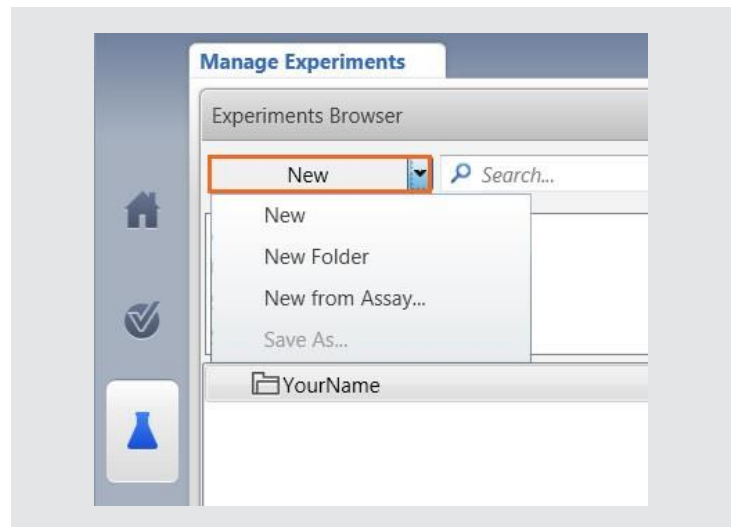 Manage Experiments
Experiments Browser
New
Search...
New
New Folder
New from Assay...
Save As...
YourName